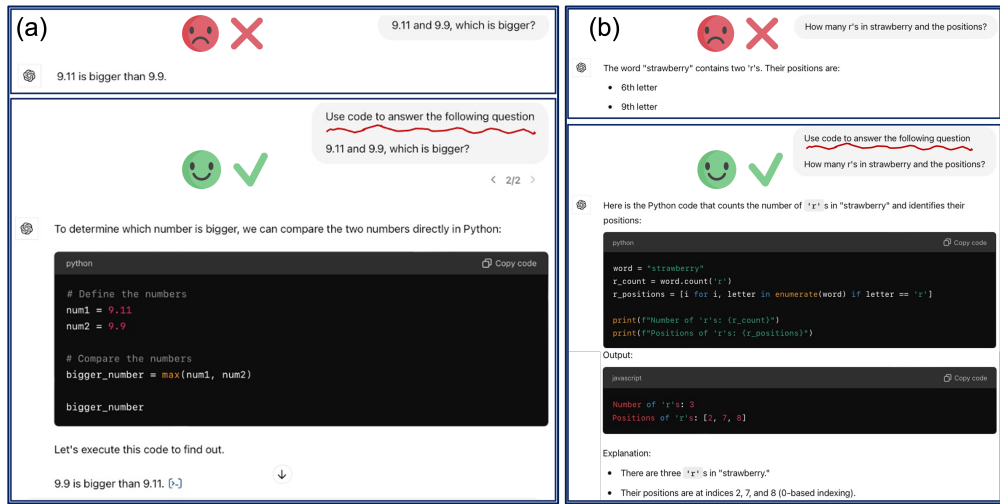 (a)
9.11 and 9.9, which is bigger?
9.11 is bigger than 9.9.
Use code to answer the following question
9.11 and 9.9, which is bigger?
< 2/2 >
To determine which number is bigger, we can compare the two numbers directly in Python:
python
Copy code
# Define the numbers
num1 = 9.11
num2 = 9.9
# Compare the numbers
bigger_number = max(num1, num2)
bigger_number
Let's execute this code to find out.
9.9 is bigger than 9.11. [>-]
(b)
How many r's in strawberry and the positions?
The word "strawberry" contains two 'r's. Their positions are:
• 6th letter
• 9th letter
Use code to answer the following question
How many r's in strawberry and the positions?
Here is the Python code that counts the number of 'r' s in "strawberry" and identifies their
positions:
python
Copy code
word = "strawberry"
r_count = word.count('r')
r_positions = [i for i, letter in enumerate(word) if letter == 'r']
print(f"Number of 'r's: {r_count}")
print(f"Positions of 'r's: {r_positions}")
Output:
javascript
Copy code
Number of 'r's: 3
Positions of 'r's: [2, 7, 8]
Explanation:
• There are three 'r' s in "strawberry."
• Their positions are at indices 2, 7, and 8 (0-based indexing).